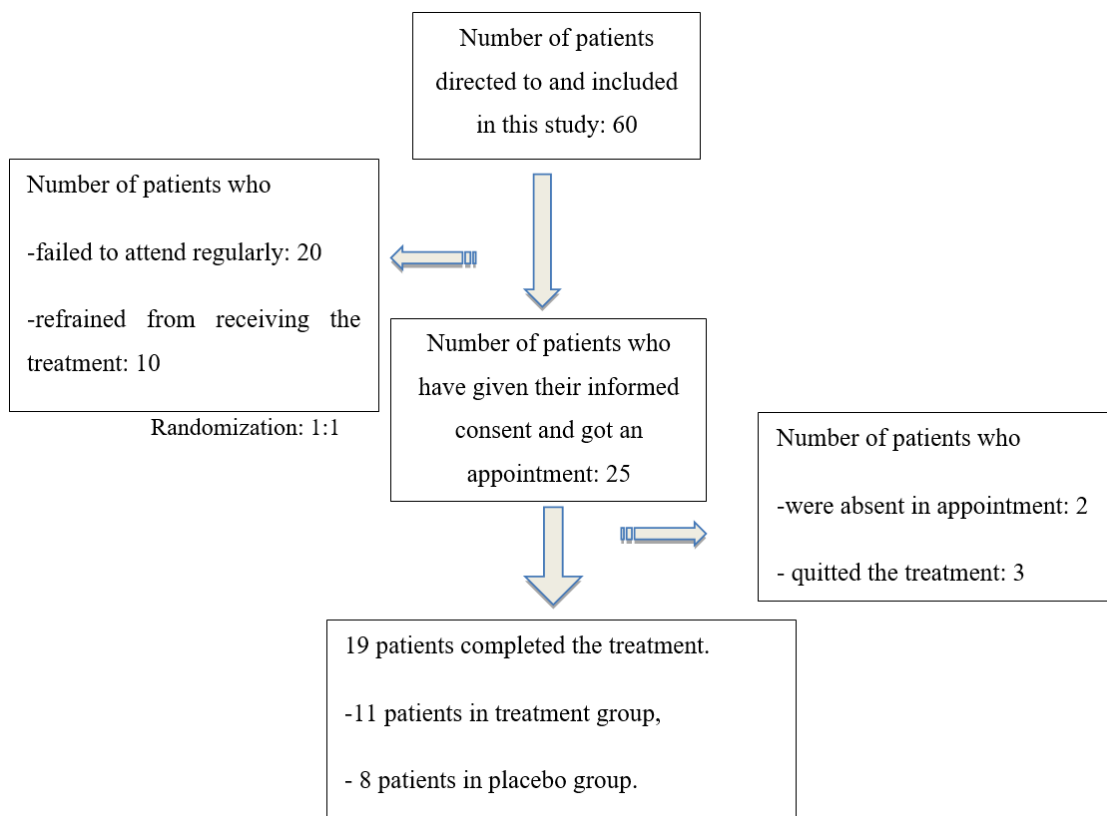 Number of patients
directed to and included
in this study: 60
Number of patients who
-failed to attend regularly: 20
-refrained from receiving the
treatment: 10
Randomization: 1:1
Number of patients who
have given their informed
consent and got an
appointment: 25
Number of patients who
-were absent in appointment: 2
- quitted the treatment: 3
19 patients completed the treatment.
-11 patients in treatment group,
- 8 patients in placebo group.